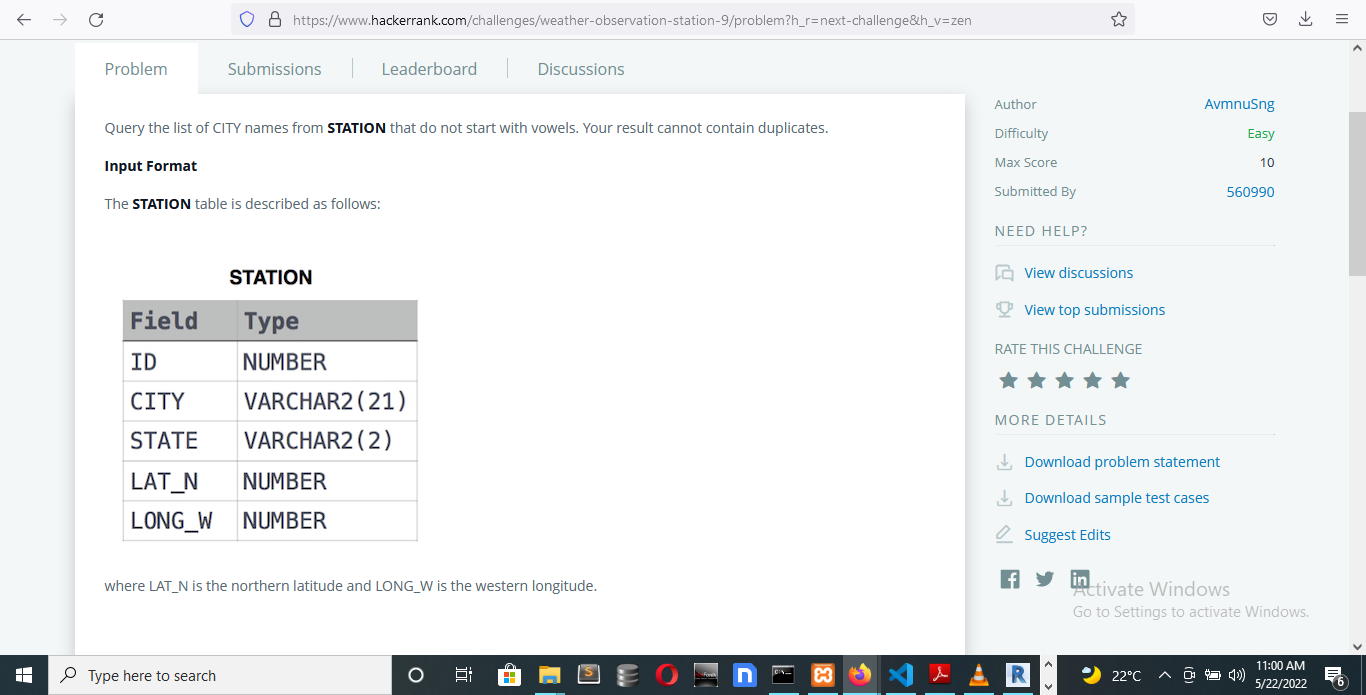 https://www.hackerrank.com/challenges/weather-observation-station-9/problem?h_r=next-challenge&h_v=zen
Problem Submissions Leaderboard Discussions
Query the list of CITY names from STATION that do not start with vowels. Your result cannot contain duplicates.
Input Format
The STATION table is described as follows:
STATION
Field Type
ID NUMBER
CITY VARCHAR2(21)
STATE VARCHAR2(2)
LAT_N NUMBER
LONG_W NUMBER
where LAT_N is the northern latitude and LONG_W is the western longitude.
Author AvmnuSng
Difficulty Easy
Max Score 10
Submitted By 560990
NEED HELP?
View discussions
View top submissions
RATE THIS CHALLENGE
MORE DETAILS
Download problem statement
Download sample test cases
Suggest Edits
Activate Windows
Go to Settings to activate Windows.
Type here to search
22°C
11:00 AM
5/22/2022
6